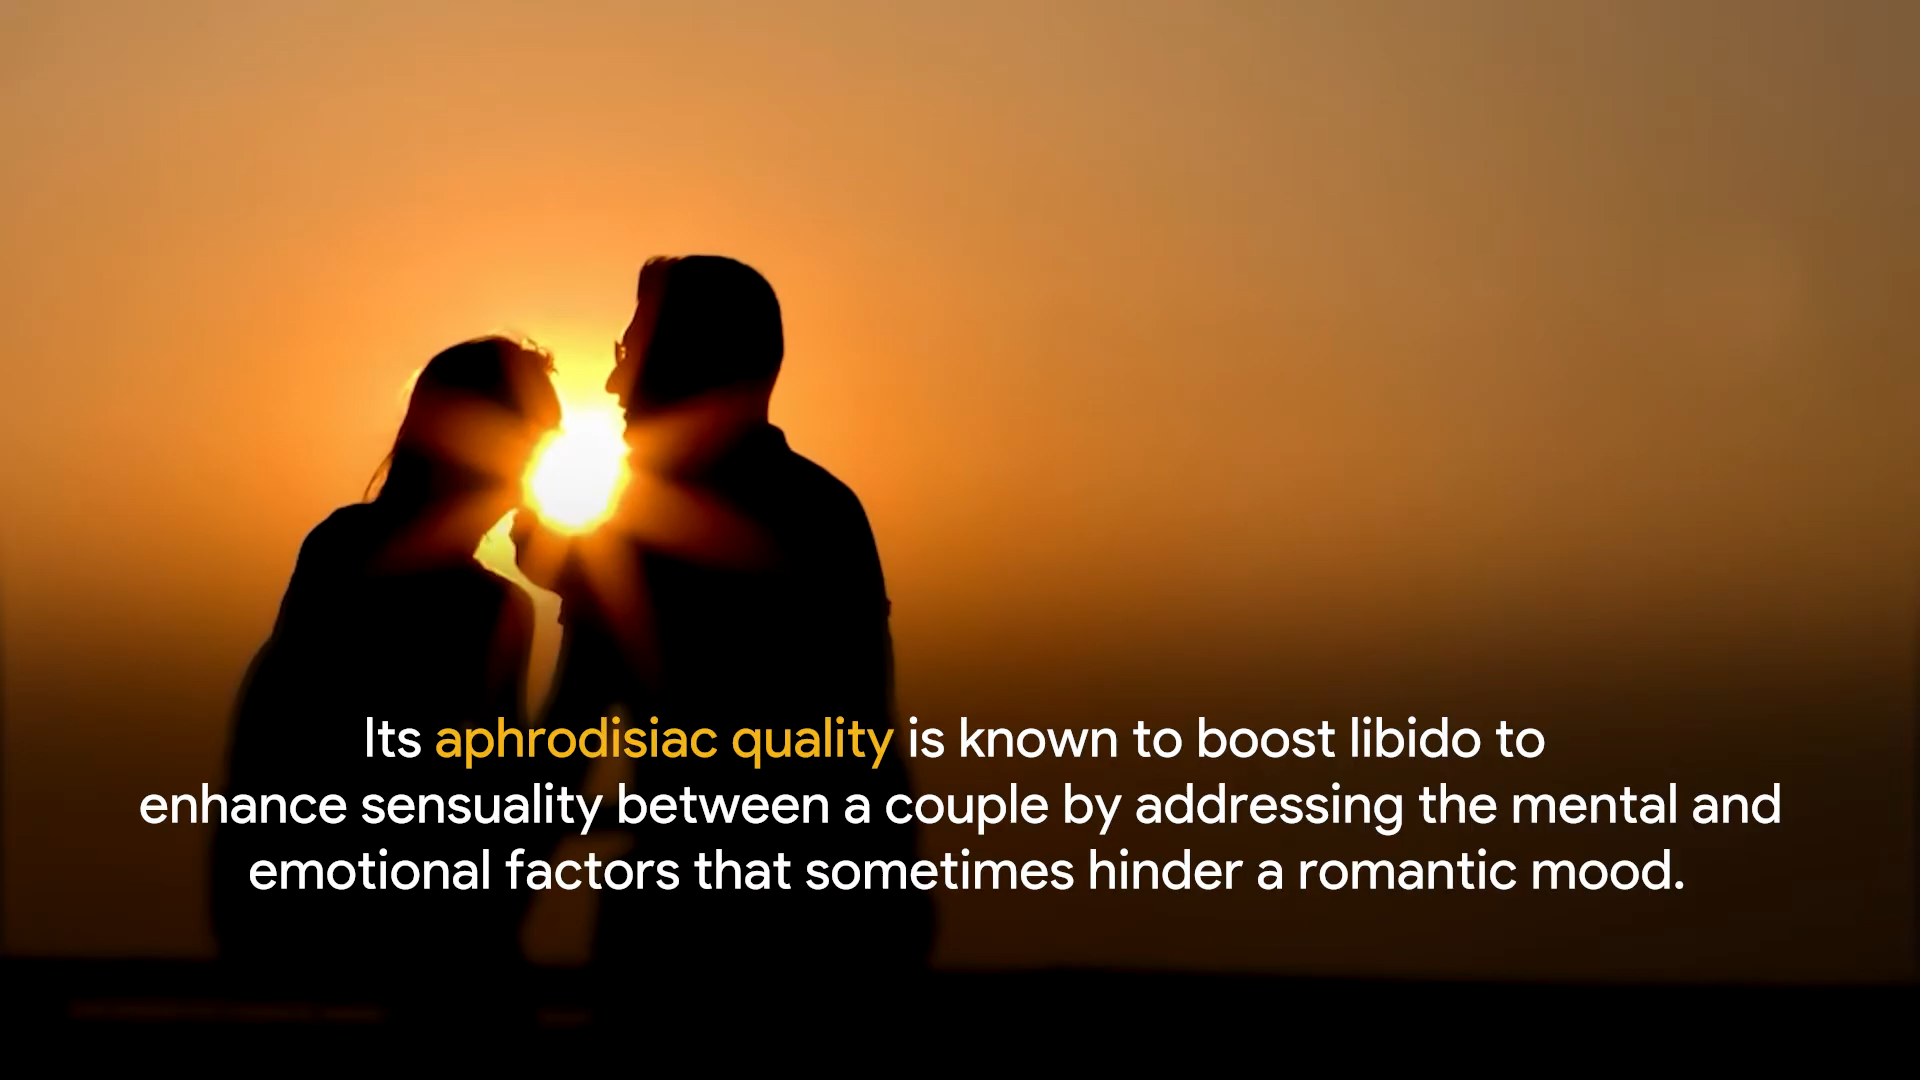 Its aphrodisiac quality is known to boost libido to
enhance sensuality between a couple by addressing the mental and
emotional factors that sometimes hinder a romantic mood.